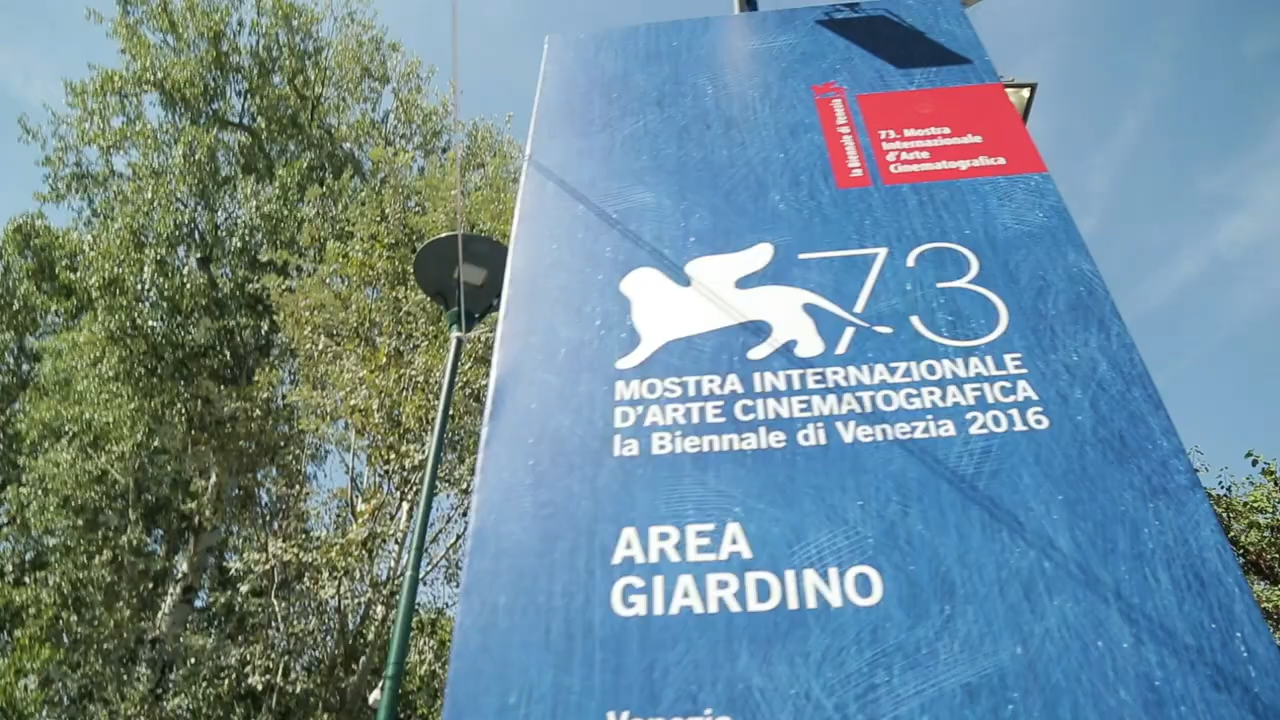 la Biennale di Venezia
73. Mostra
Internazionale
d'Arte
Cinematografica
73
MOSTRA INTERNAZIONALE
D'ARTE CINEMATOGRAFICA
la Biennale di Venezia 2016
AREA
GIARDINO
Venezia